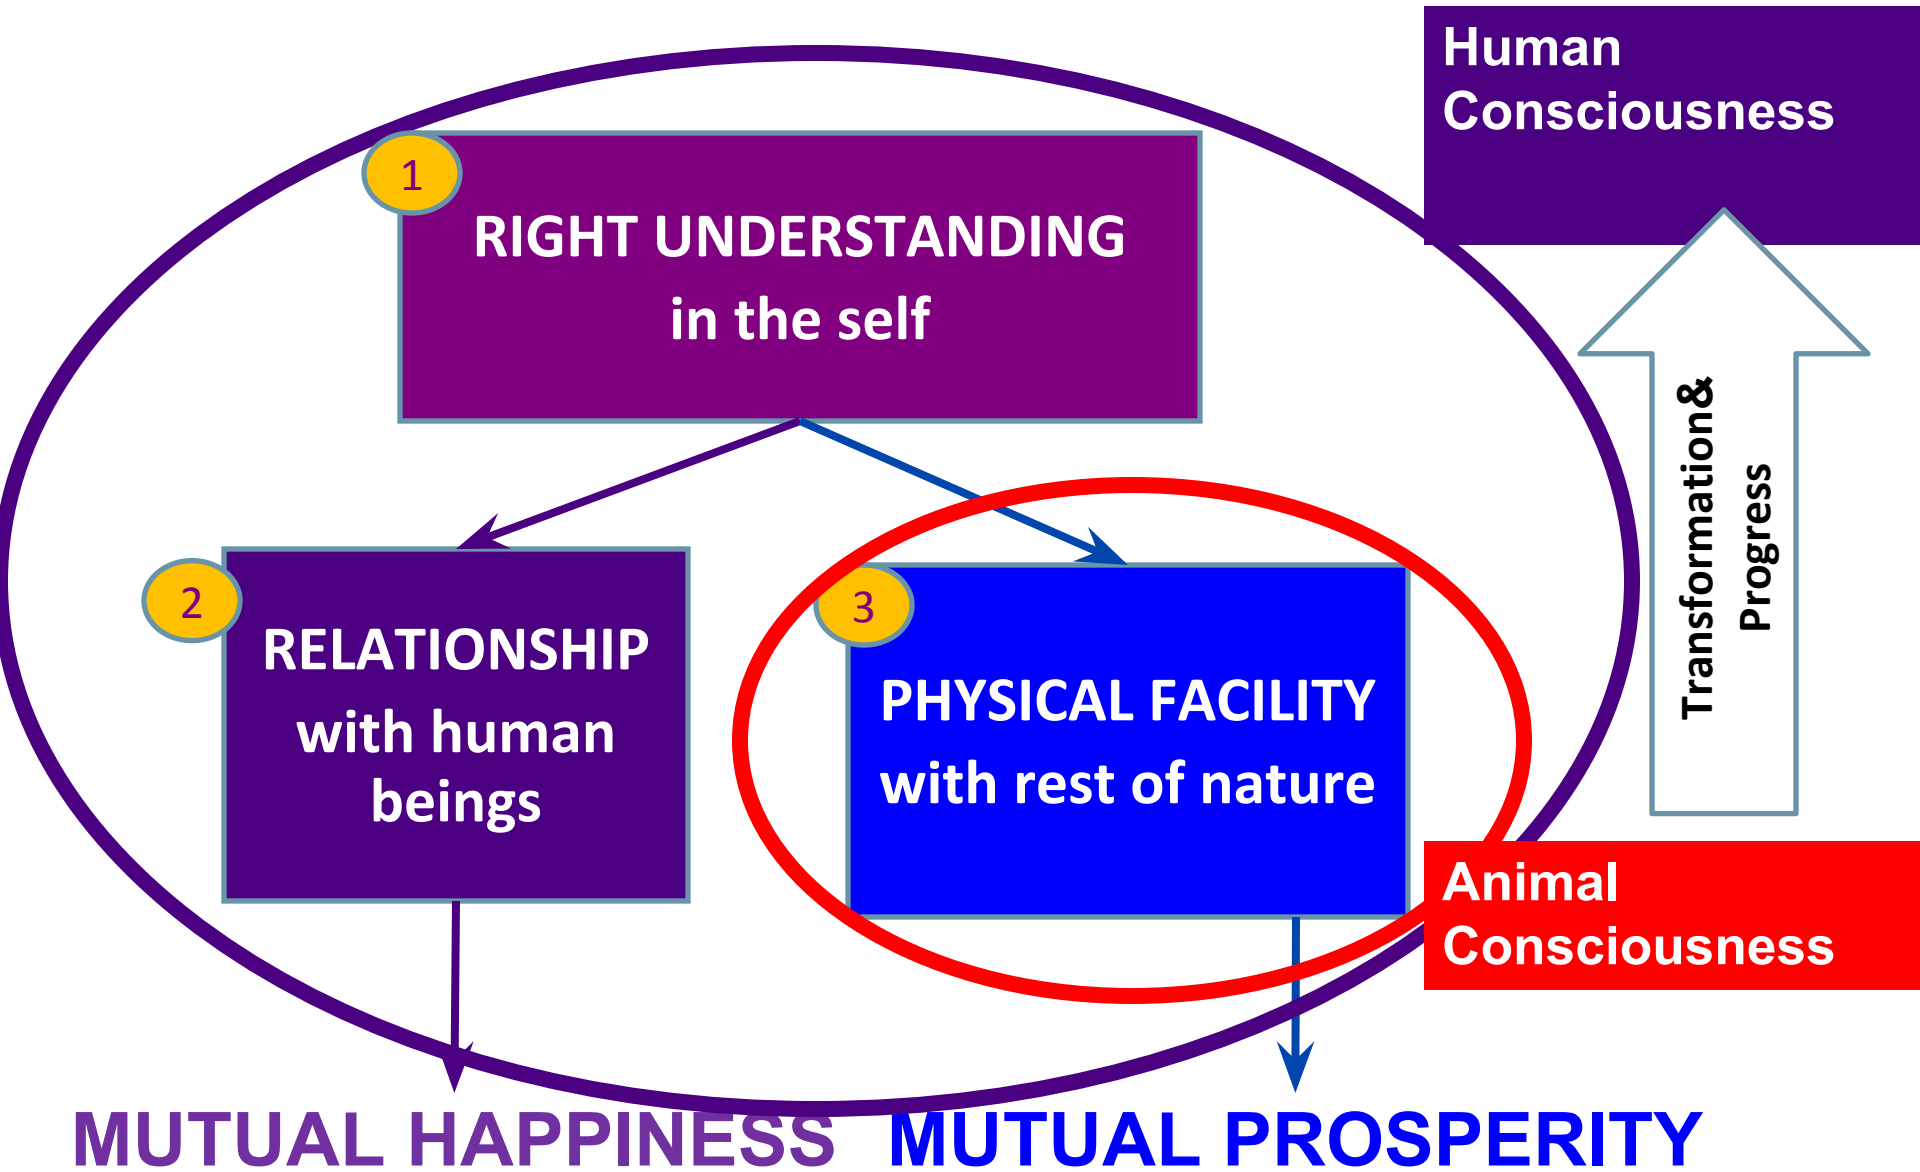 Human
Consciousness
1
RIGHT UNDERSTANDING
in the self
Transformation&
Progress
2
RELATIONSHIP
with human
beings
3
PHYSICAL FACILITY
with rest of nature
Animal
Consciousness
MUTUAL HAPPINESS
MUTUAL PROSPERITY